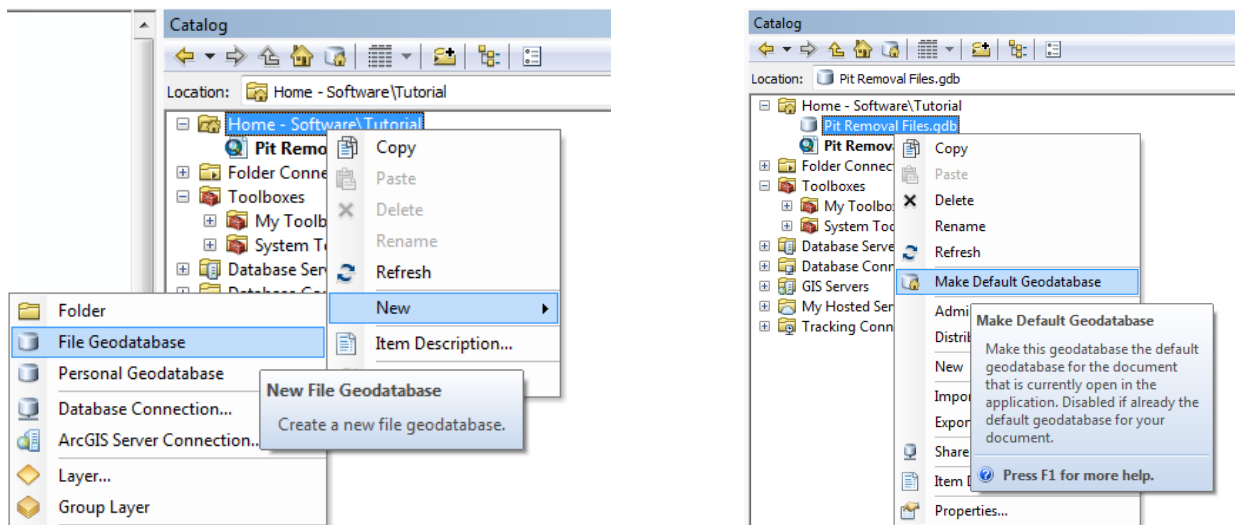 Catalog
Location: Home - Software\Tutorial
Home - Software\Tutorial
Pit Remo
Folder Conne
Toolboxes
My Toolb
System T
Database Ser
Copy
Paste
Delete
Rename
Refresh
New
Item Description...
Folder
File Geodatabase
Personal Geodatabase
Database Connection...
ArcGIS Server Connection..
Layer...
Group Layer
New File Geodatabase
Create a new file geodatabase.
Catalog
Location: Pit Removal Files.gdb
Home - Software\Tutorial
Pit Removal Files.gdb
Pit Remov
Folder Connec
Toolboxes
My Toolbo
System Too
Database Serve
Database Conn
GIS Servers
My Hosted Ser
Tracking Conn
Copy
Paste
Delete
Rename
Refresh
Make Default Geodatabase
Admi
Distrib
New
Impor
Expor
Share
Item D
Properties...
Make Default Geodatabase
Make this geodatabase the default
geodatabase for the document
that is currently open in the
application. Disabled if already the
default geodatabase for your
document.
Press F1 for more help.